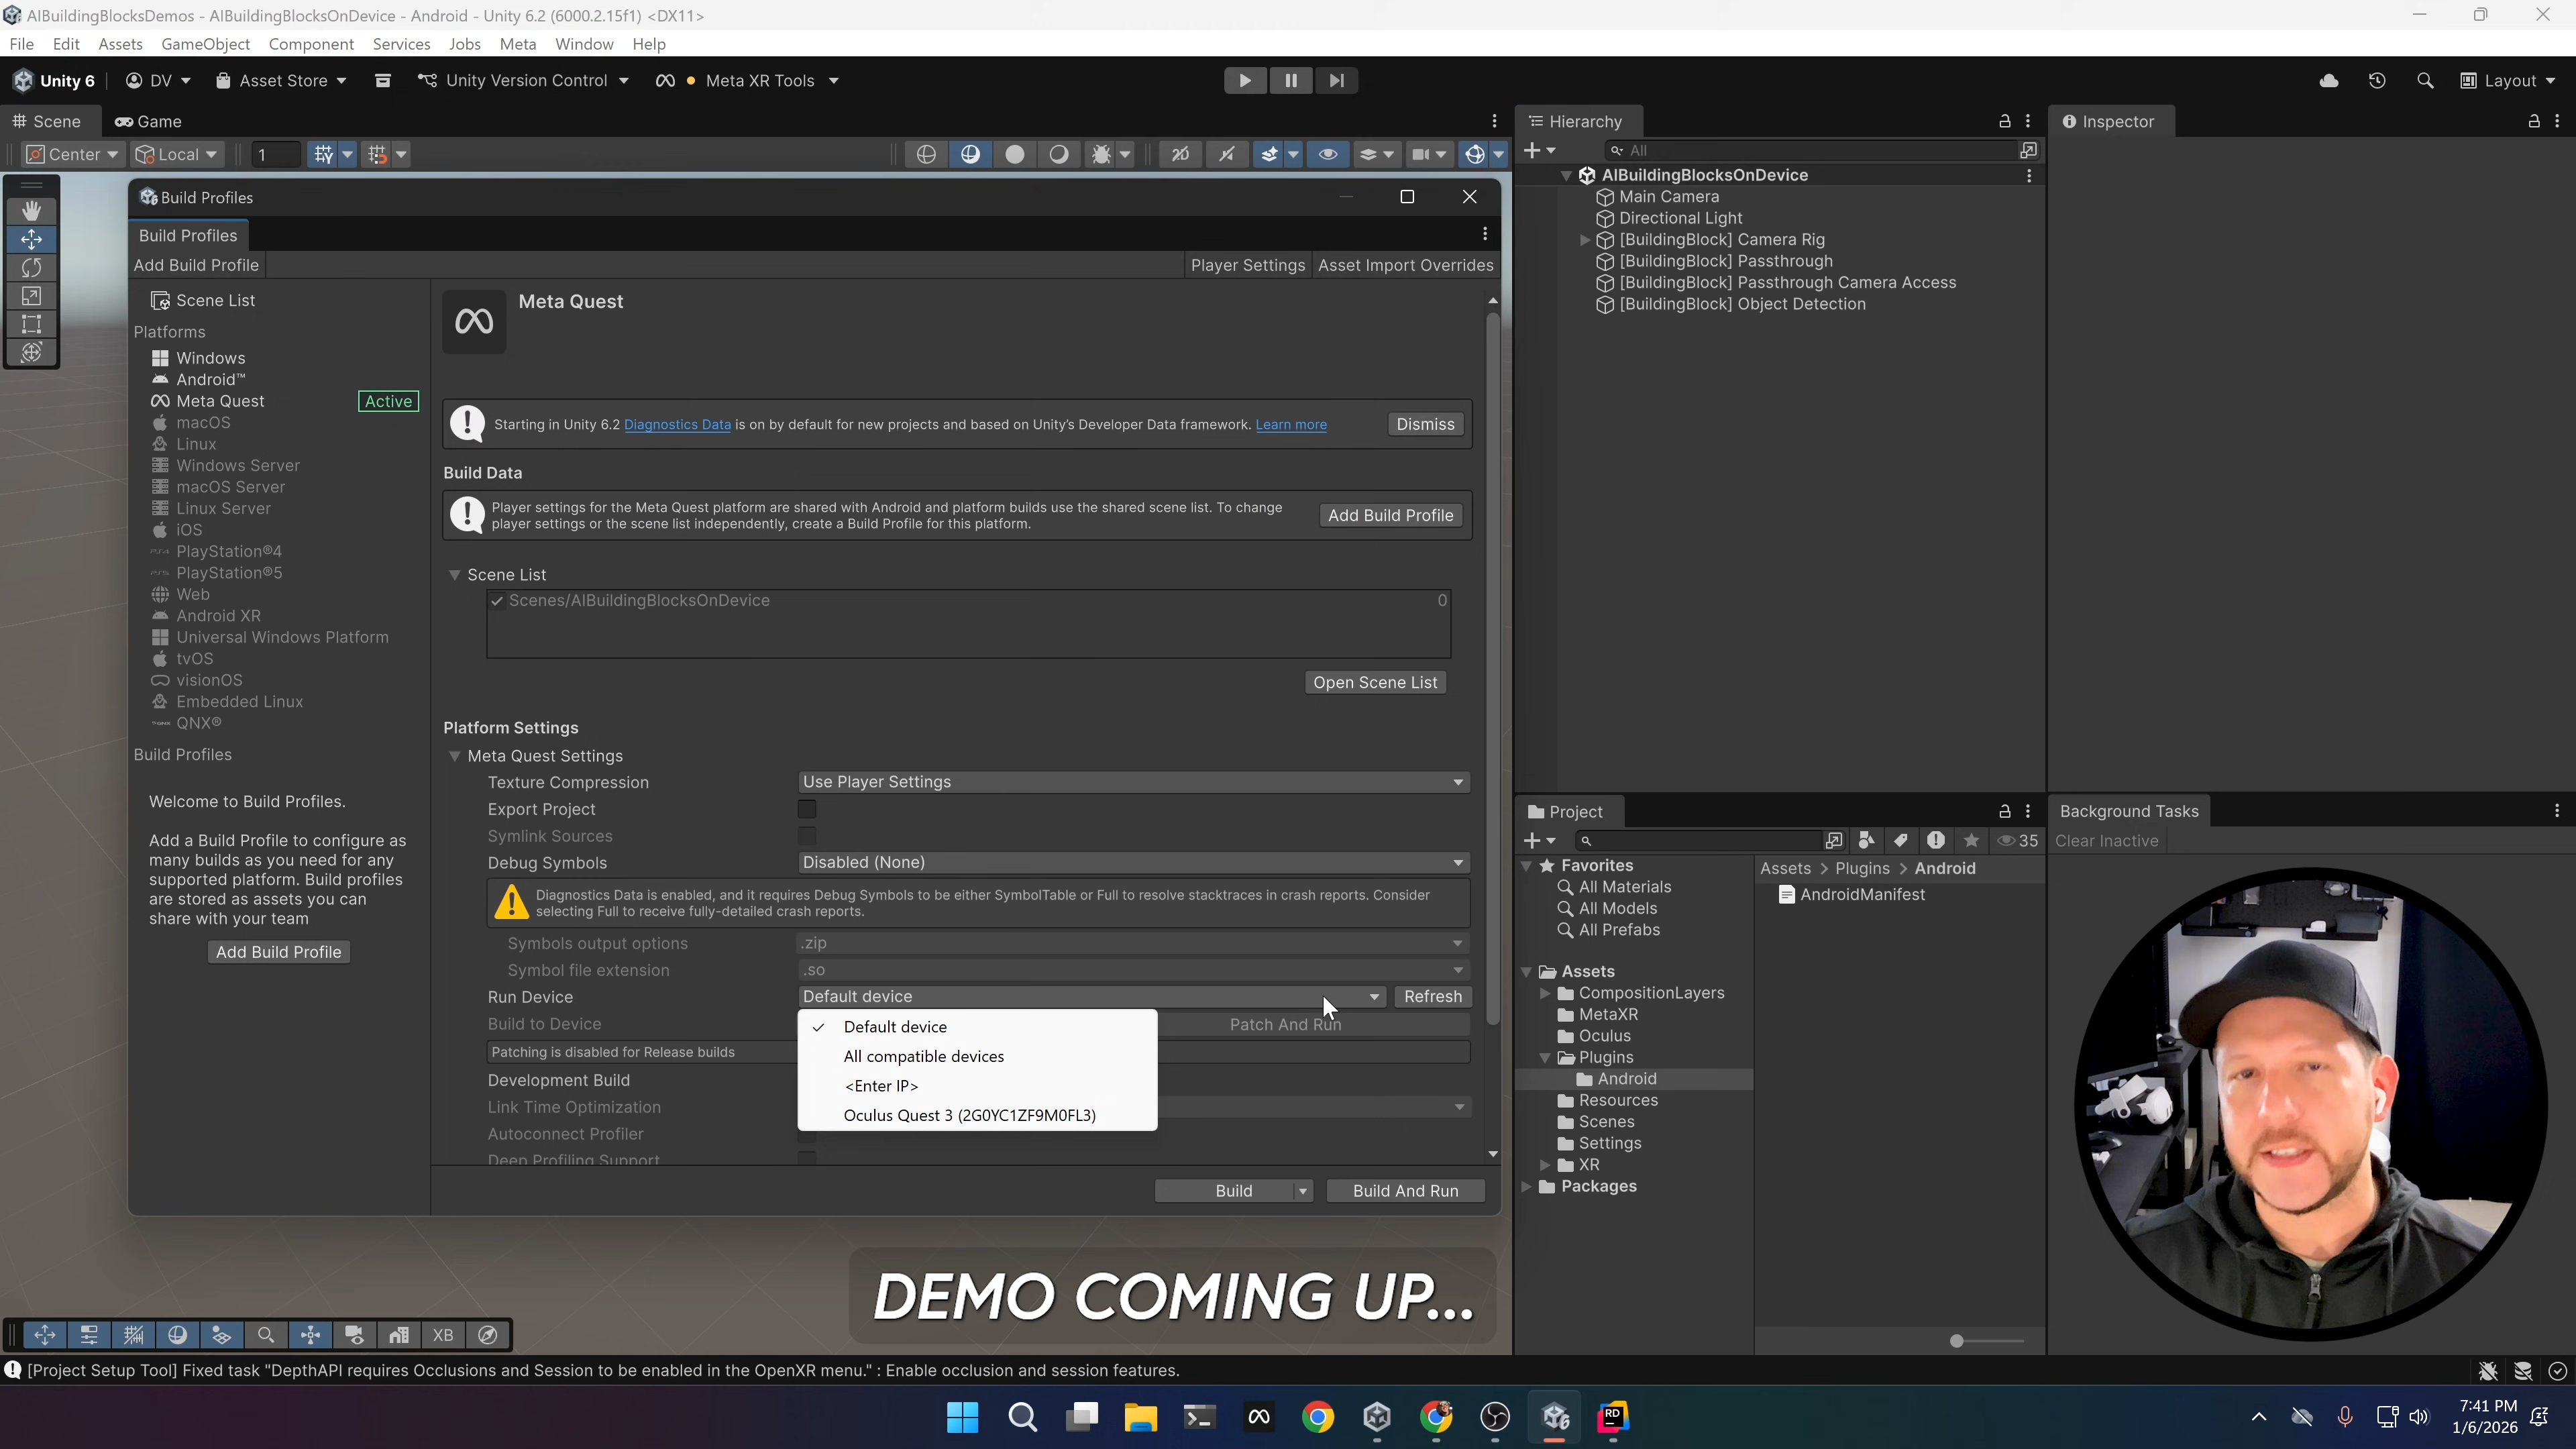 AIBuildingBlocksDemos - AIBuildingBlocksOnDevice - Android - Unity 6.2 (6000.2.15f1) <DX11>
File Edit Assets GameObject Component Services Jobs Meta Window Help
Unity 6 DV Asset Store Unity Version Control Meta XR Tools Layout
Scene Game
Center Local 1 2D
Build Profiles
Build Profiles
Add Build Profile Player Settings Asset Import Overrides
Scene List
Platforms
Windows
Android™
Meta Quest Active
macOS
Linux
Windows Server
macOS Server
Linux Server
iOS
PlayStation®4
PlayStation®5
Web
Android XR
Universal Windows Platform
tvOS
visionOS
Embedded Linux
QNX®
Build Profiles
Welcome to Build Profiles.
Add a Build Profile to configure as
many builds as you need for any
supported platform. Build profiles
are stored as assets you can
share with your team
Add Build Profile
Meta Quest
Starting in Unity 6.2 Diagnostics Data is on by default for new projects and based on Unity's Developer Data framework. Learn more Dismiss
Build Data
Player settings for the Meta Quest platform are shared with Android and platform builds use the shared scene list. To change
player settings or the scene list independently, create a Build Profile for this platform.
Add Build Profile
Scene List
Scenes/AIBuildingBlocksOnDevice 0
Open Scene List
Platform Settings
Meta Quest Settings
Texture Compression Use Player Settings
Export Project
Symlink Sources
Debug Symbols Disabled (None)
Diagnostics Data is enabled, and it requires Debug Symbols to be either SymbolTable or Full to resolve stacktraces in crash reports. Consider
selecting Full to receive fully-detailed crash reports.
Symbols output options .zip
Symbol file extension .so
Run Device Default device Refresh
Build to Device Patch And Run
Patching is disabled for Release builds
Development Build
Link Time Optimization
Autoconnect Profiler
Deep Profiling Support
Default device
All compatible devices
<Enter IP>
Oculus Quest 3 (2G0YC1ZF9M0FL3)
Build Build And Run
DEMO COMING UP...
XB
Hierarchy
All
AIBuildingBlocksOnDevice
Main Camera
Directional Light
[BuildingBlock] Camera Rig
[BuildingBlock] Passthrough
[BuildingBlock] Passthrough Camera Access
[BuildingBlock] Object Detection
Inspector
Project
35
Favorites
All Materials
All Models
All Prefabs
Assets
CompositionLayers
MetaXR
Oculus
Plugins
Android
Resources
Scenes
Settings
XR
Packages
Assets > Plugins > Android
AndroidManifest
Background Tasks
Clear Inactive
[Project Setup Tool] Fixed task "DepthAPI requires Occlusions and Session to be enabled in the OpenXR menu." : Enable occlusion and session features.
RD
7:41 PM
1/6/2026